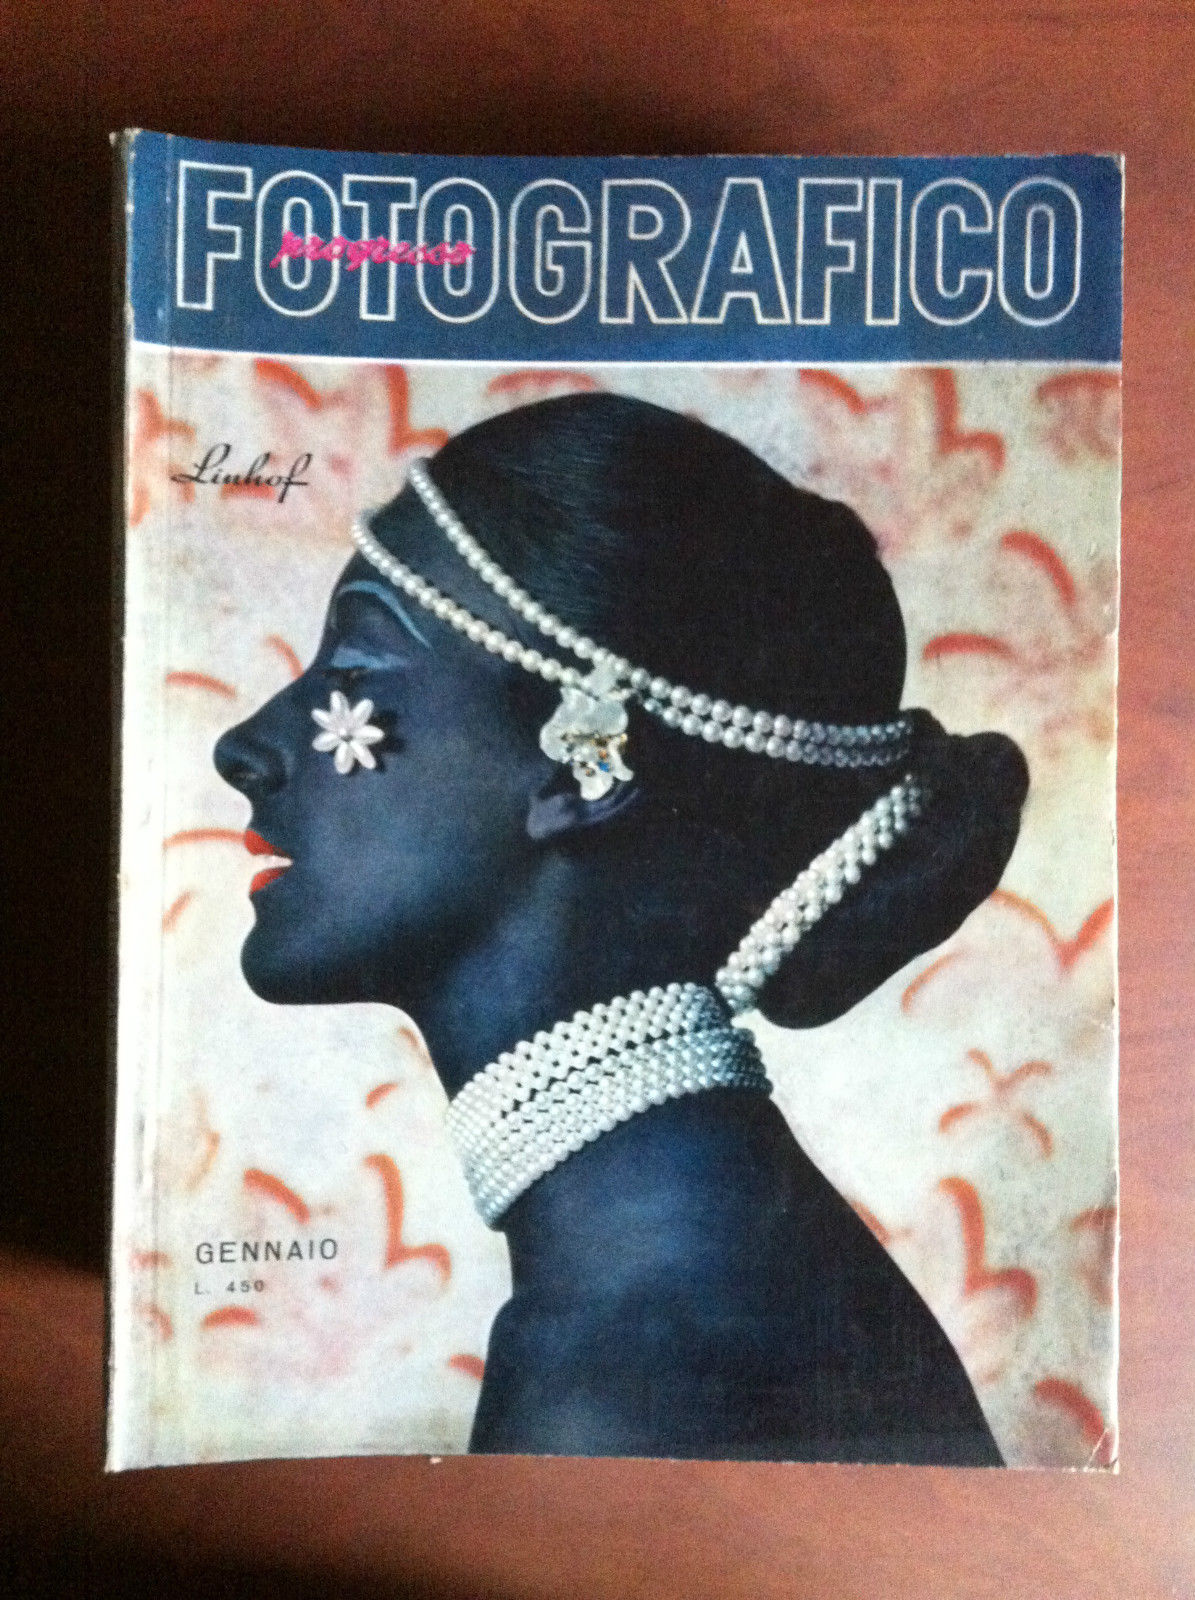 FOTOGRAFICO
progresso
Linhof
GENNAIO
L. 450